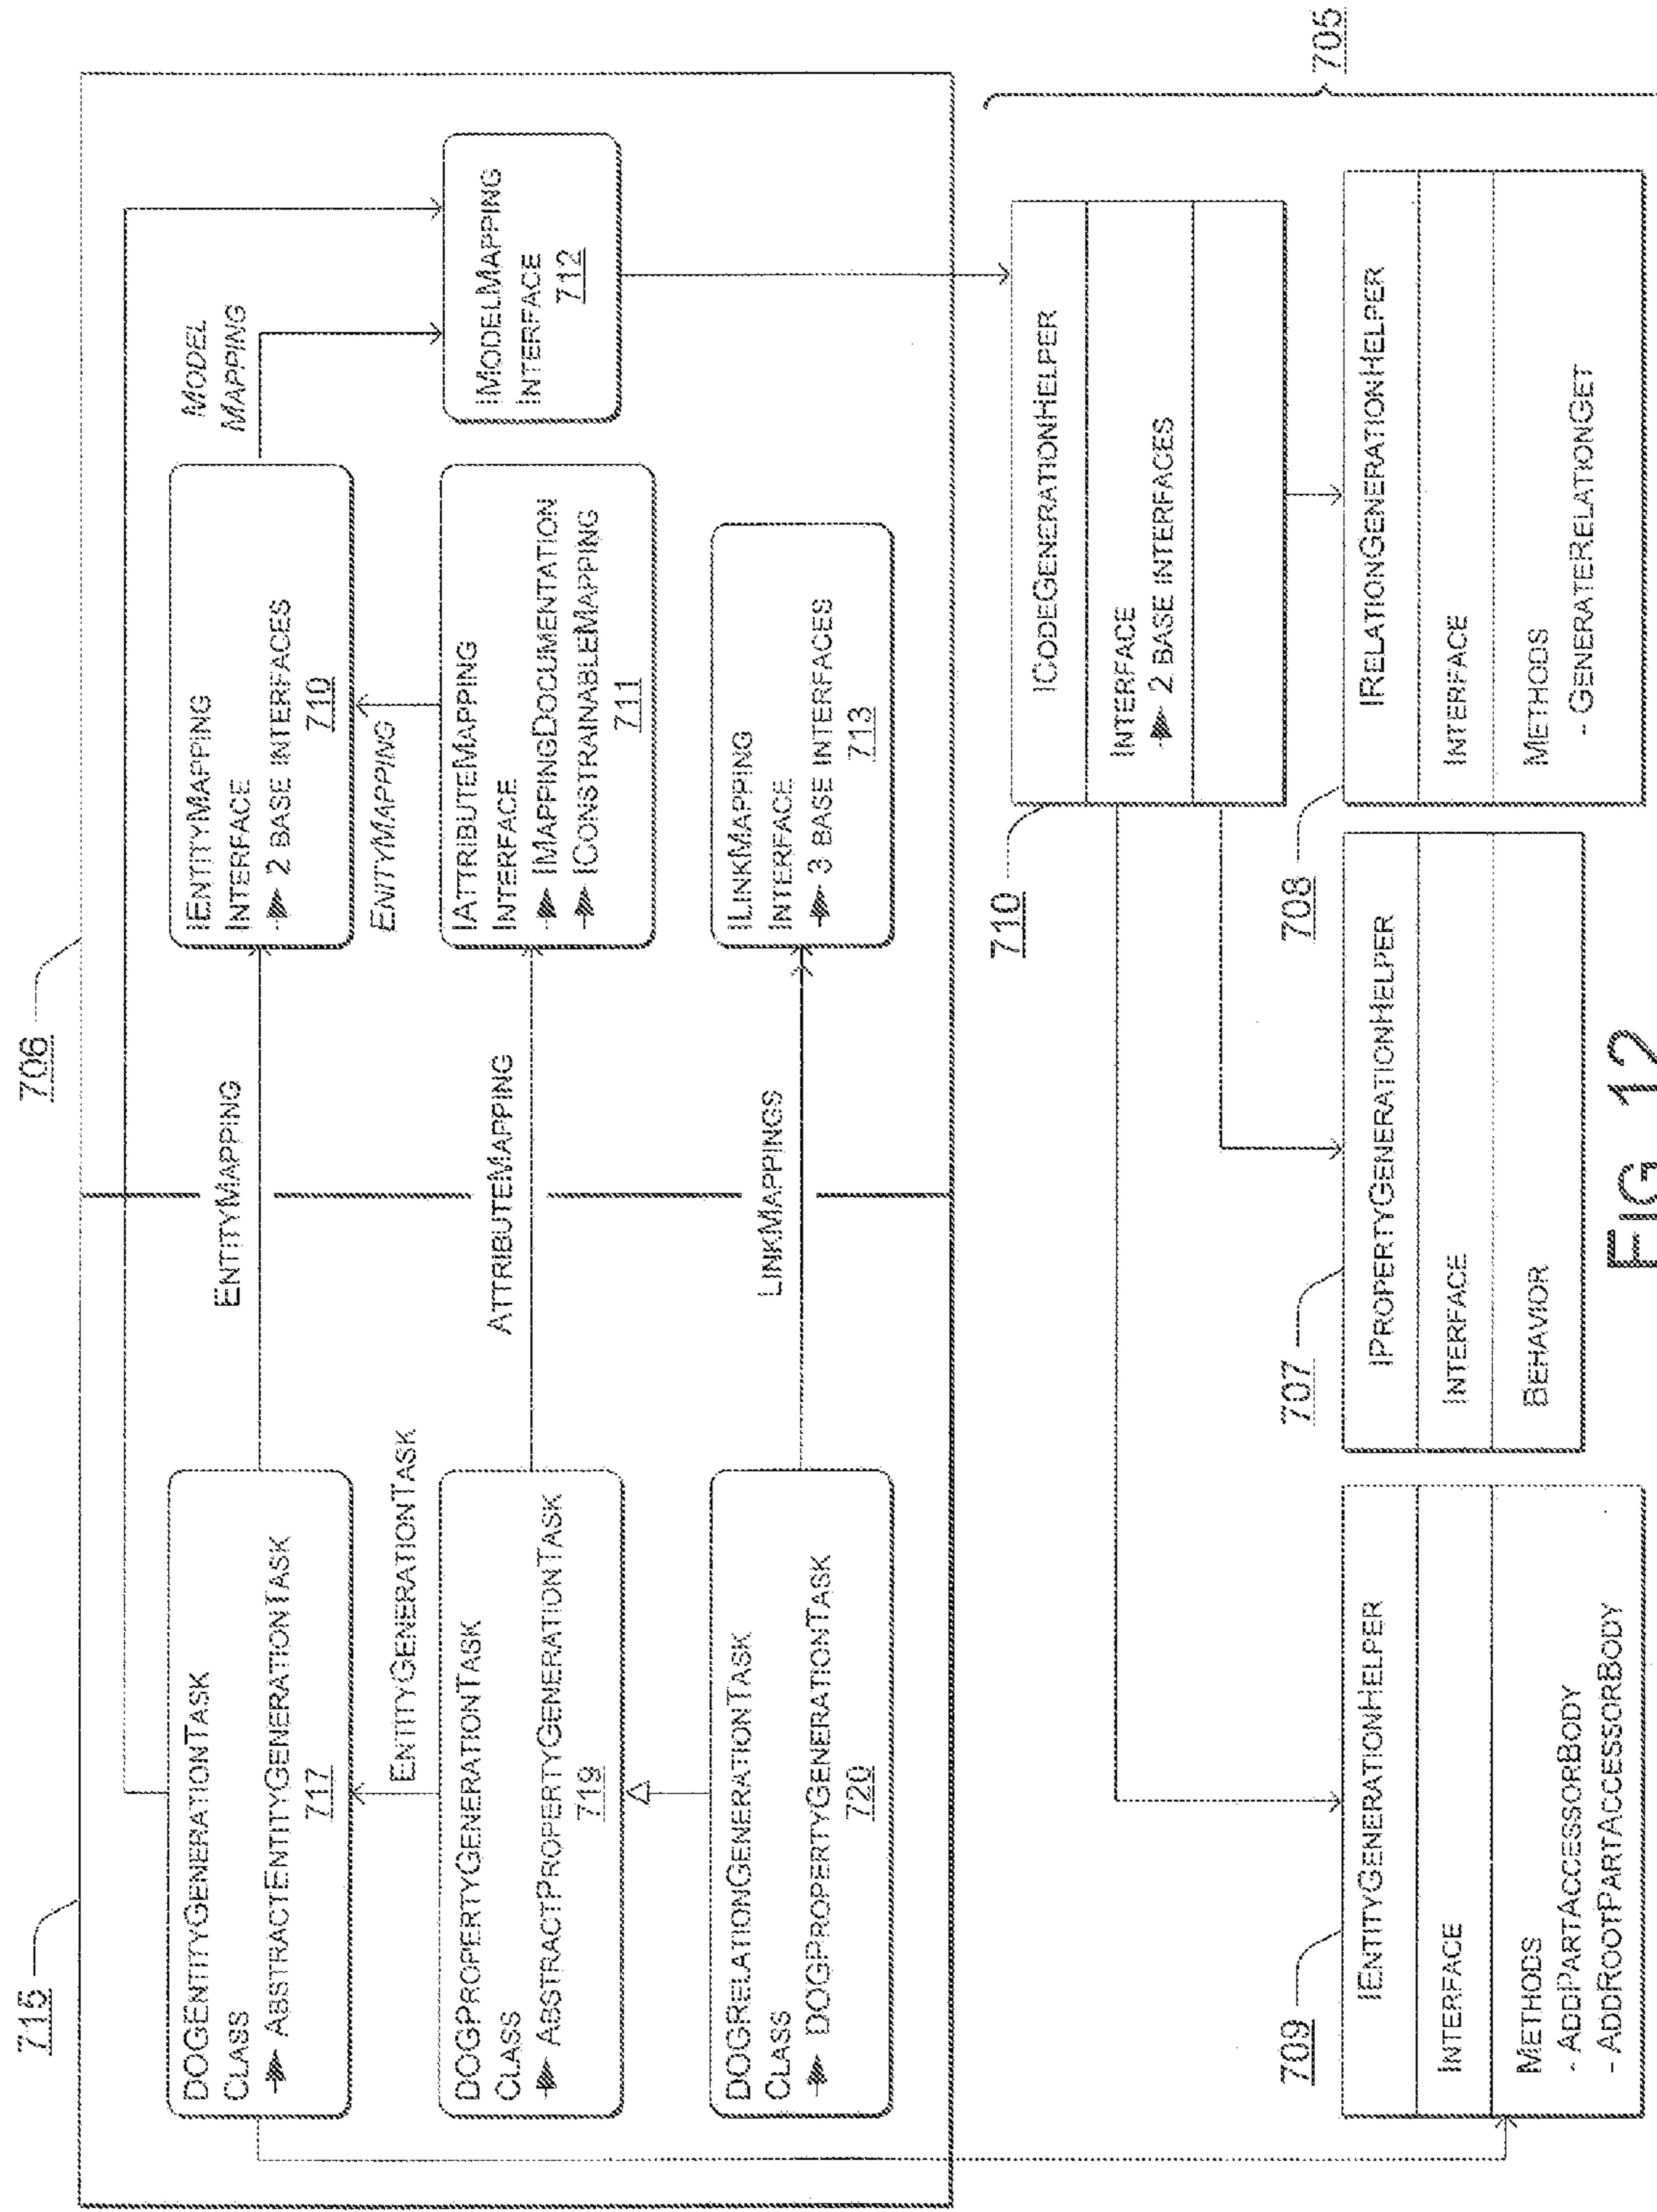 715
706
DOGENTITYGENERATIONTASK
CLASS
ABSTRACTENTITYGENERATIONTASK
717
ENTITYMAPPING
IENTITYMAPPING
INTERFACE
2 BASE INTERFACES
710
MODEL
MAPPING
ENTITYGENERATIONTASK
ENITYMAPPING
DOGPROPERTYGENERATIONTASK
CLASS
ABSTRACTPROPERTYGENERATIONTASK
719
ATTRIBUTEMAPPING
IATTRIBUTEMAPPING
INTERFACE
IMAPPINGDOCUMENTATION
ICONSTRAINABLEMAPPING
711
IMODELMAPPING
INTERFACE
712
DOGRELATIONGENERATIONTASK
CLASS
DOGPROPERTYGENERATIONTASK
720
LINKMAPPINGS
ILINKMAPPING
INTERFACE
3 BASE INTERFACES
713
705
710
ICODEGENERATIONHELPER
INTERFACE
2 BASE INTERFACES
709
IENTITYGENERATIONHELPER
INTERFACE
METHODS
- ADDPARTACCESSORBODY
- ADDROOTPARTACCESSORBODY
707
IPROPERTYGENERATIONHELPER
INTERFACE
BEHAVIOR
708
IRELATIONGENERATIONHELPER
INTERFACE
METHODS
- GENERATERELATIONGET
FIG 12